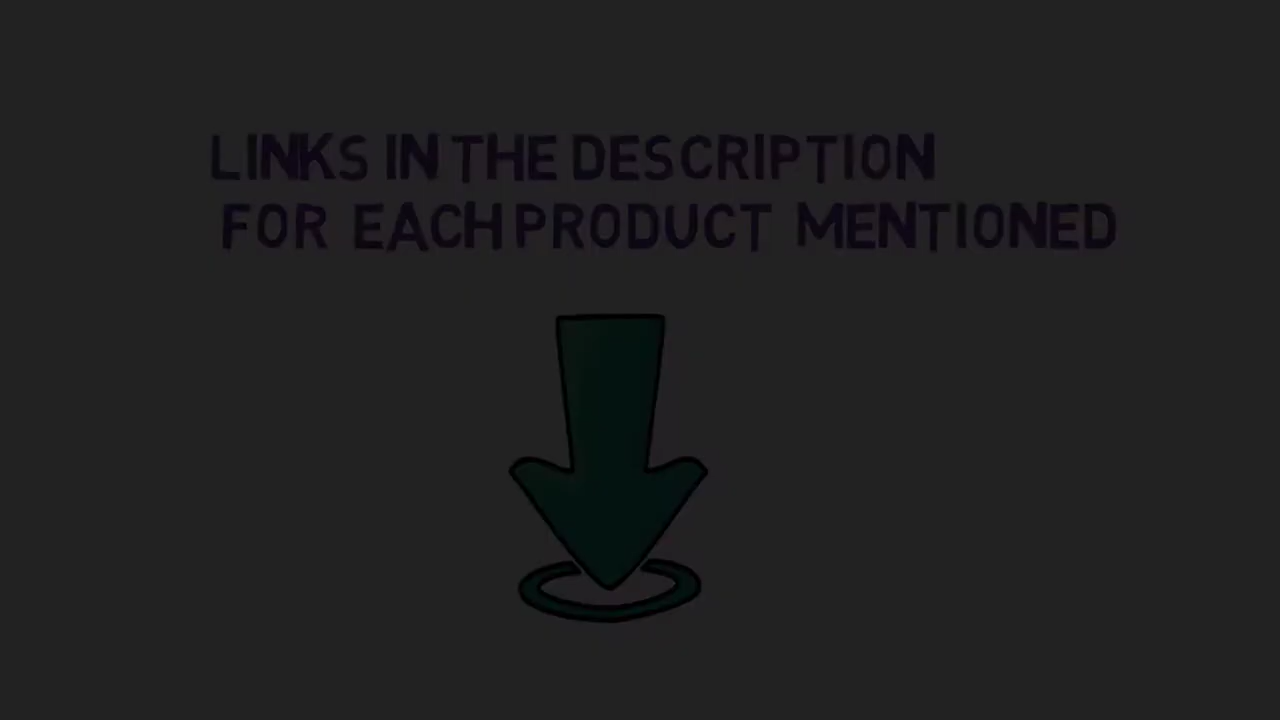 LINKS IN THE DESCRIPTION
FOR EACH PRODUCT MENTIONED